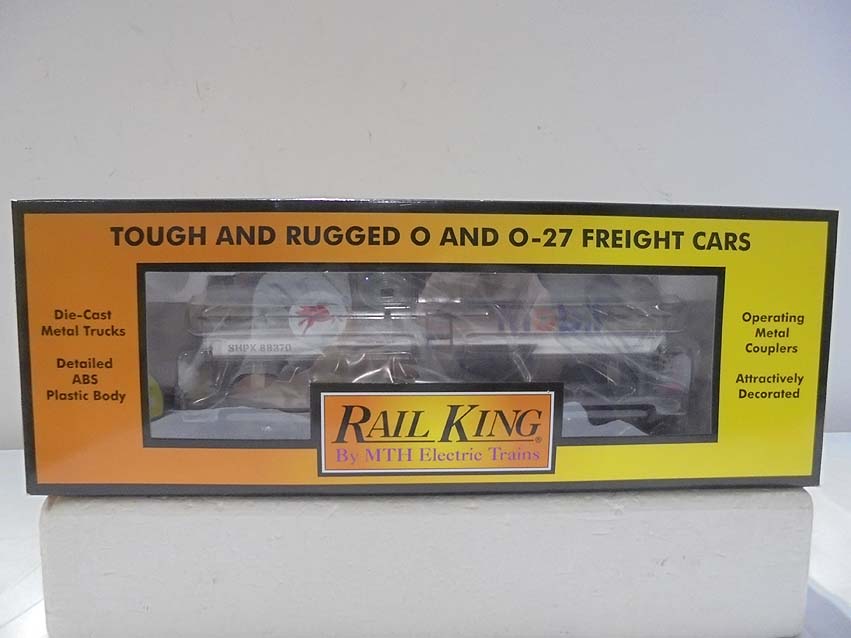 TOUGH AND RUGGED O AND O-27 FREIGHT CARS
Die-Cast
Metal Trucks
Detailed
ABS
Plastic Body
SHPX 88370
Mobil
Operating
Metal
Couplers
Attractively
Decorated
RAIL KING®
By MTH Electric Trains